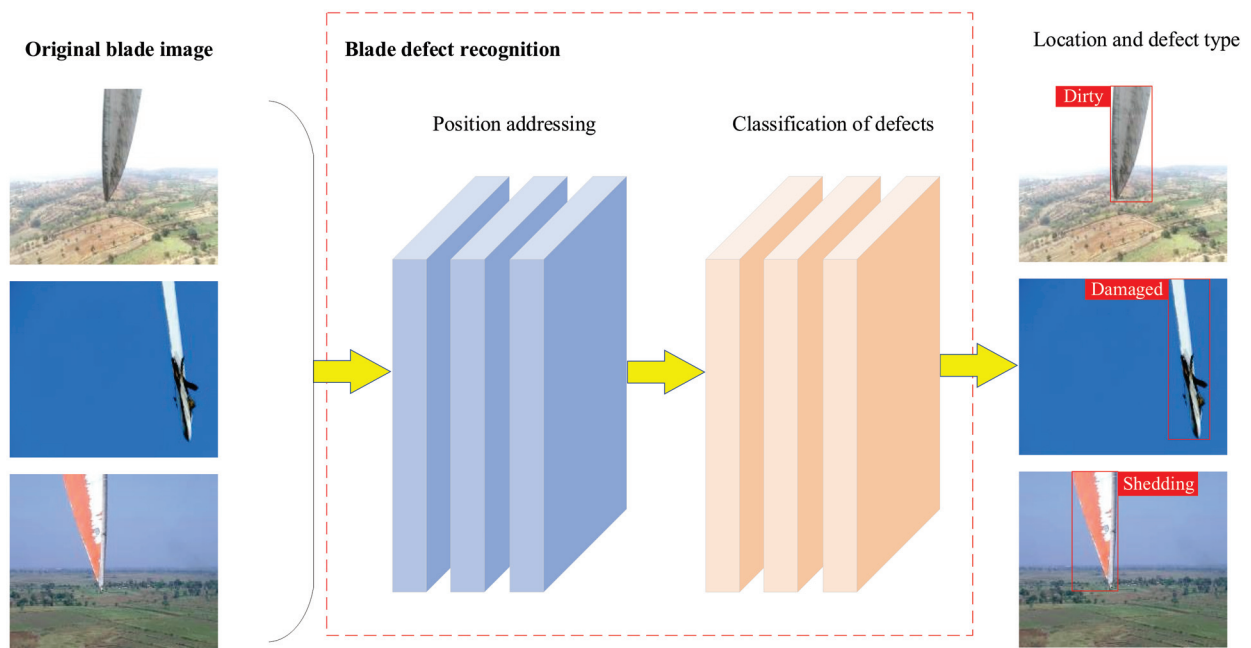 Original blade image
Blade defect recognition
Location and defect type
Position addressing
Classification of defects
Dirty
Damaged
Shedding